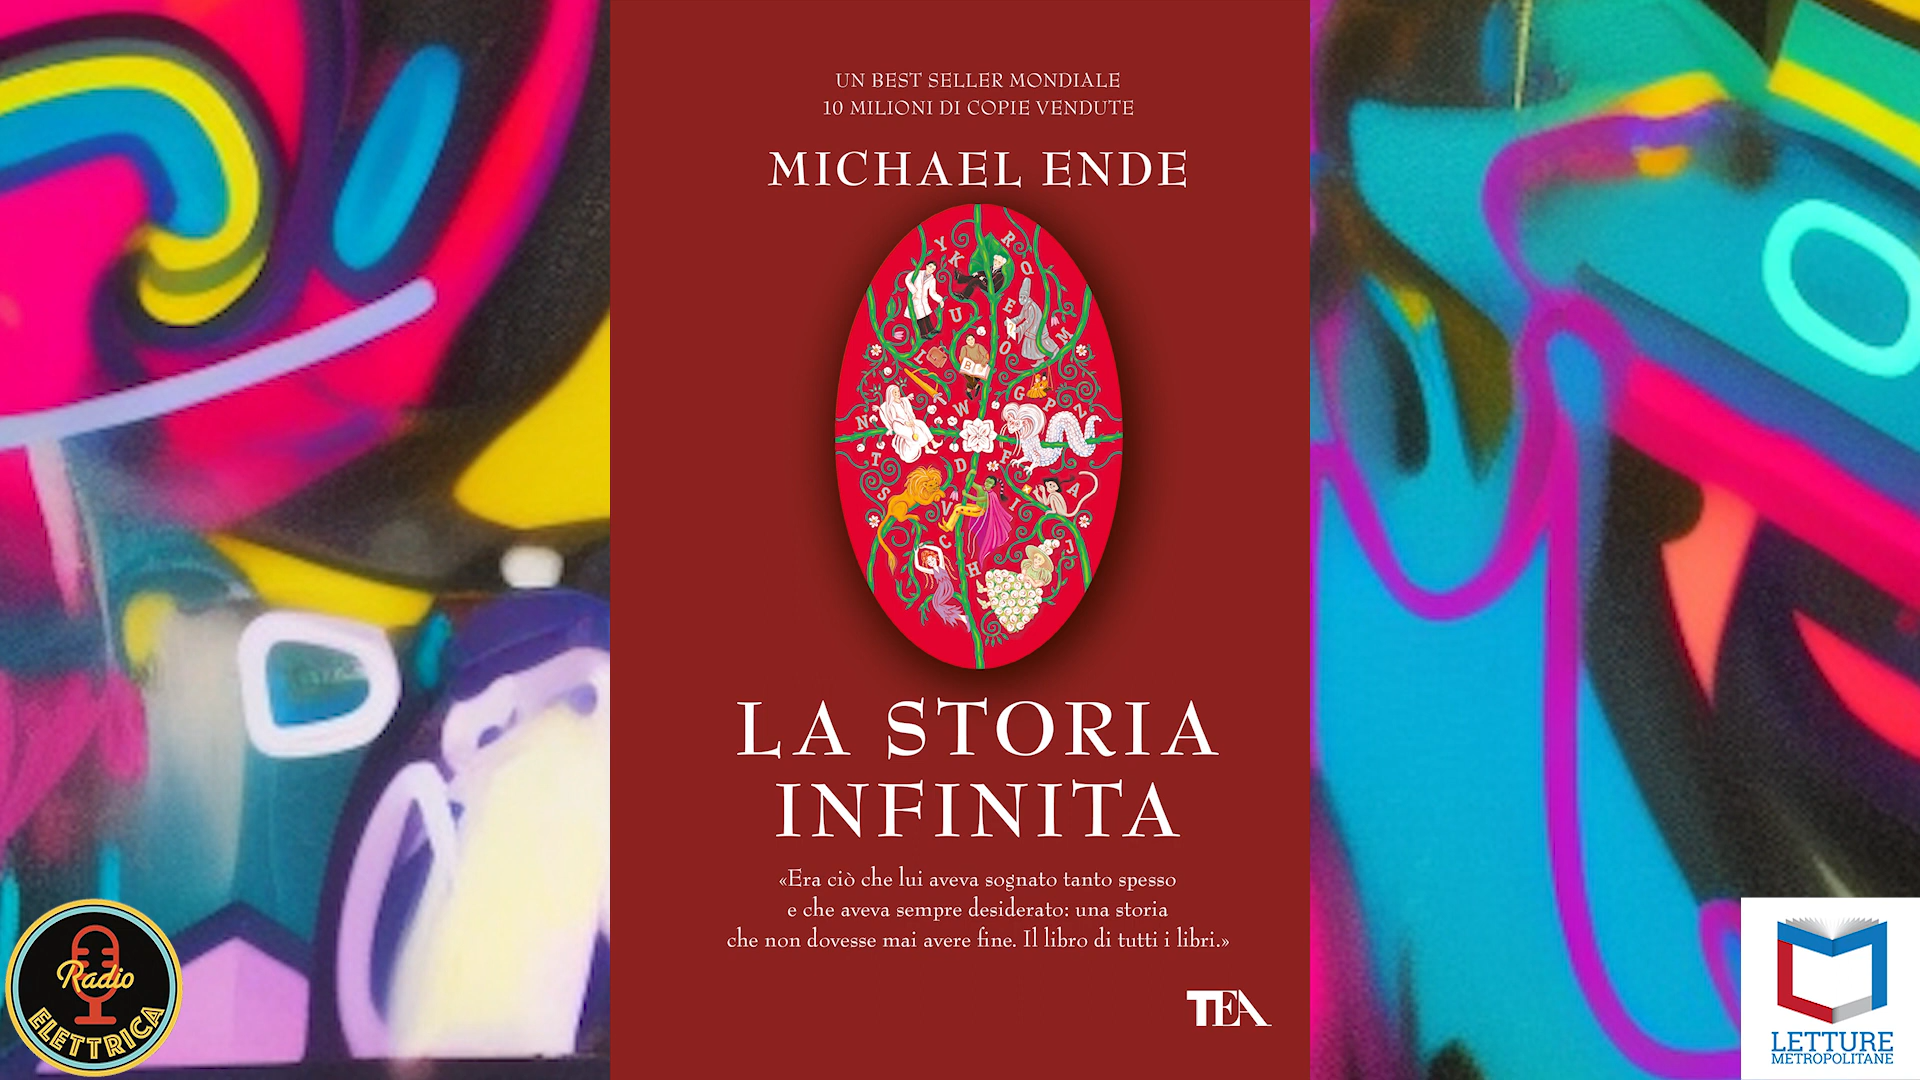 UN BEST SELLER MONDIALE
10 MILIONI DI COPIE VENDUTE
MICHAEL ENDE
Y
R
K
Q
U
E
M
L
O
B
T
W
G
P
Z
N
T
D
F
S
V
I
A
C
H
J
LA STORIA
INFINITA
«Era ciò che lui aveva sognato tanto spesso
e che aveva sempre desiderato: una storia
che non dovesse mai avere fine. Il libro di tutti i libri.»
TEA
Radio
ELETTRICA
LETTURE
METROPOLITANE